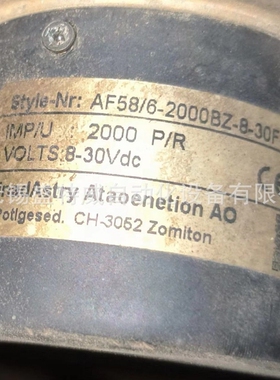 Style-Nr: AF58/6-2000BZ-8-30F
IMP/U : 2000 P/R
VOLTS:8-30Vdc
CE
Ataoenetion AO
CH-3052 Zomiton